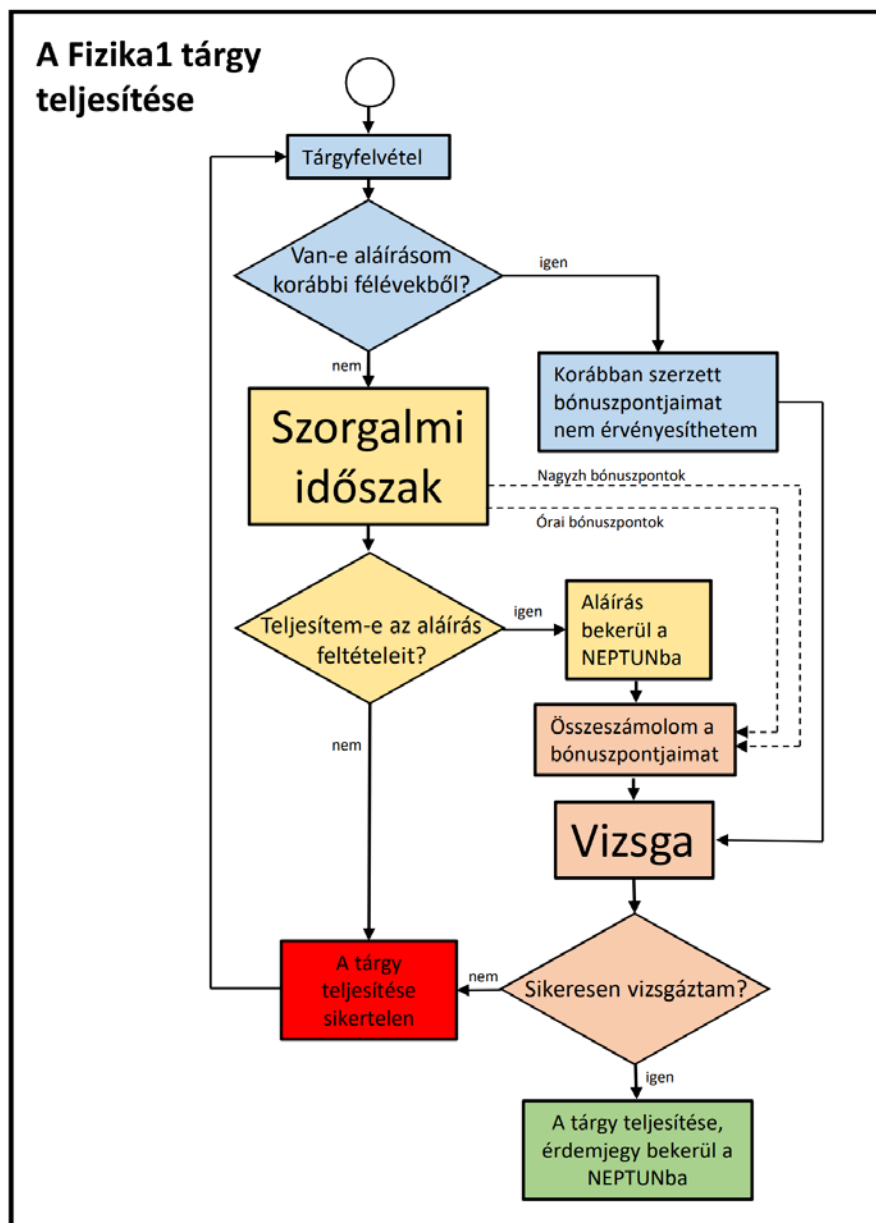 A Fizika1 tárgy
teljesítése
Tárgyfelvétel
Van-e aláírásom
korábbi félévekből?
igen
nem
Korábban szerzett
bónuszpontjaimat
nem érvényesíthetem
Szorgalmi
időszak
Nagyzh bónuszpontok
Órai bónuszpontok
Teljesítem-e az aláírás
feltételeit?
igen
Aláírás
bekerül a
NEPTUNba
nem
Összeszámolom a
bónuszpontjaimat
Vizsga
Sikeresen vizsgáztam?
nem
A tárgy
teljesítése
sikertelen
igen
A tárgy teljesítése,
érdemjegy bekerül a
NEPTUNba